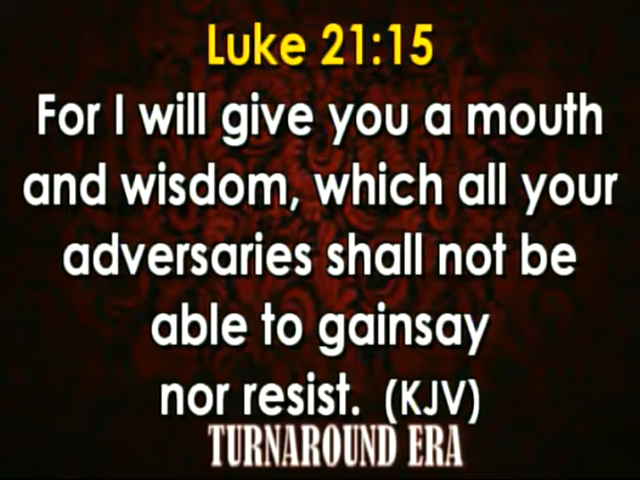 Luke 21:15
For I will give you a mouth
and wisdom, which all your
adversaries shall not be
able to gainsay
nor resist. (KJV)
TURNAROUND ERA